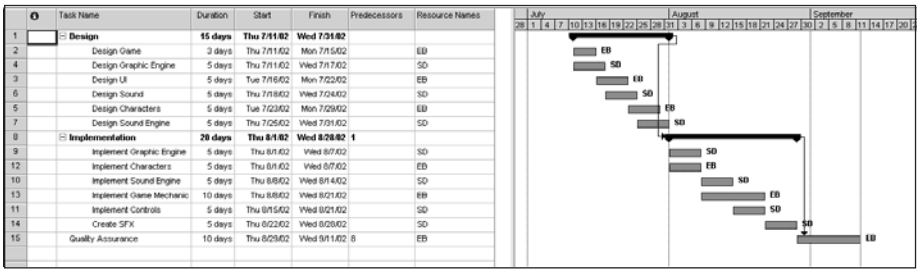 Task Name Duration Start Finish Predecessors Resource Names
1 Design 15 days Thu 7/11/02 Wed 7/31/02
2 Design Game 3 days Thu 7/11/02 Mon 7/15/02 EB
4 Design Graphic Engine 5 days Thu 7/11/02 Wed 7/17/02 SD
3 Design UI 5 days Tue 7/16/02 Mon 7/22/02 EB
6 Design Sound 5 days Thu 7/18/02 Wed 7/24/02 SD
5 Design Characters 5 days Tue 7/23/02 Mon 7/29/02 EB
7 Design Sound Engine 5 days Thu 7/25/02 Wed 7/31/02 SD
8 Implementation 20 days Thu 8/1/02 Wed 8/28/02 1
9 Implement Graphic Engine 5 days Thu 8/1/02 Wed 8/7/02 SD
12 Implement Characters 5 days Thu 8/1/02 Wed 8/7/02 EB
10 Implement Sound Engine 5 days Thu 8/8/02 Wed 8/14/02 SD
13 Implement Game Mechanic 10 days Thu 8/8/02 Wed 8/21/02 EB
11 Implement Controls 5 days Thu 8/15/02 Wed 8/21/02 SD
14 Create SFX 5 days Thu 8/22/02 Wed 8/28/02 SD
15 Quality Assurance 10 days Thu 8/29/02 Wed 9/11/02 8 EB
July August September
28 1 4 7 10 13 16 19 22 25 28 31 3 6 9 12 15 18 21 24 27 30 2 5 8 11 14 17 20
EB
SD
EB
SD
EB
SD
SD
EB
SD
EB
SD
SD
EB